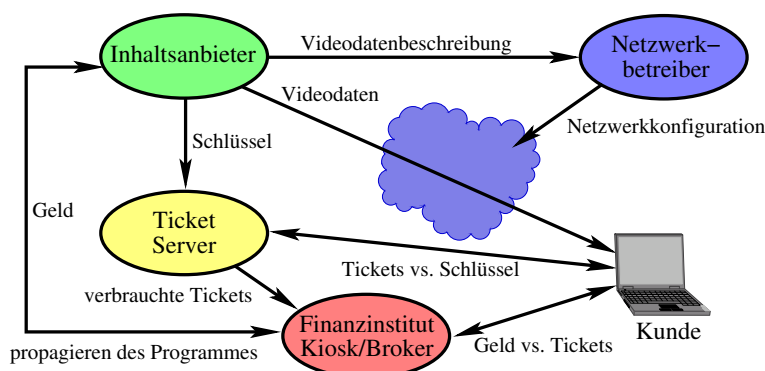 Inhaltsanbieter
Videodatenbeschreibung
Netzwerk–
betreiber
Videodaten
Netzwerkkonfiguration
Schlüssel
Geld
Ticket
Server
Tickets vs. Schlüssel
verbrauchte Tickets
Finanzinstitut
Kiosk/Broker
Kunde
Geld vs. Tickets
propagieren des Programmes